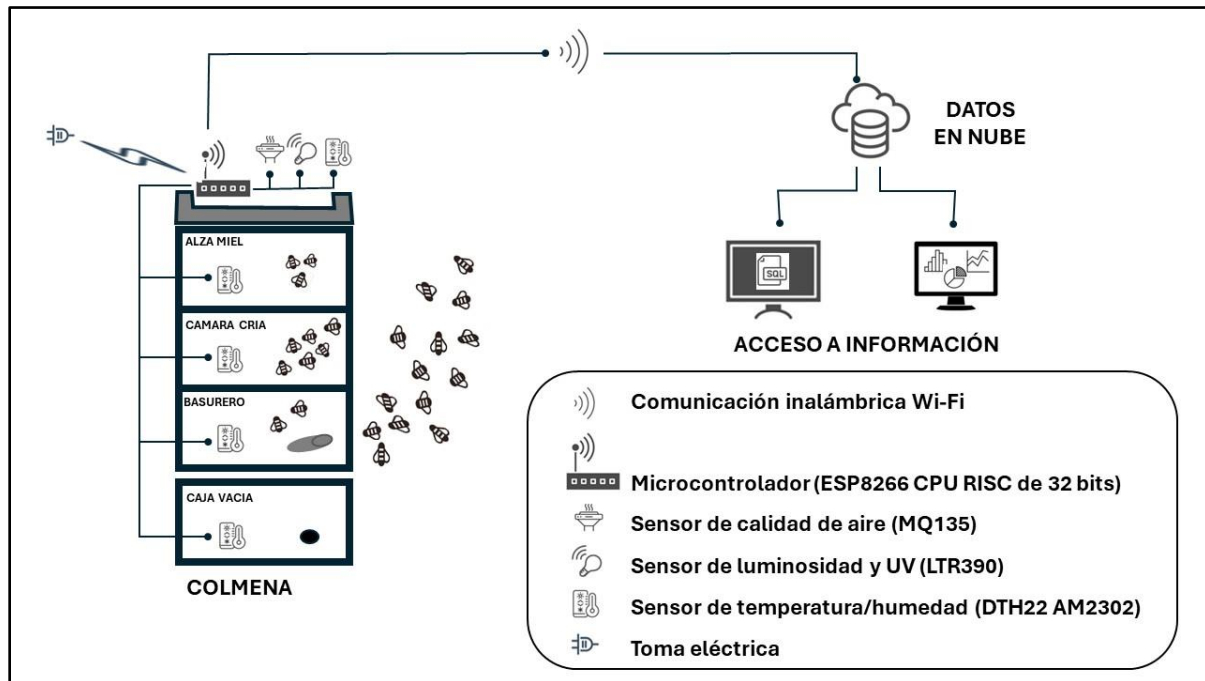 DATOS
EN NUBE
ALZA MIEL
CAMARA CRIA
BASURERO
CAJA VACIA
COLMENA
SQL
ACCESO A INFORMACIÓN
Comunicación inalámbrica Wi-Fi
Microcontrolador (ESP8266 CPU RISC de 32 bits)
Sensor de calidad de aire (MQ135)
Sensor de luminosidad y UV (LTR390)
Sensor de temperatura/humedad (DTH22 AM2302)
Toma eléctrica